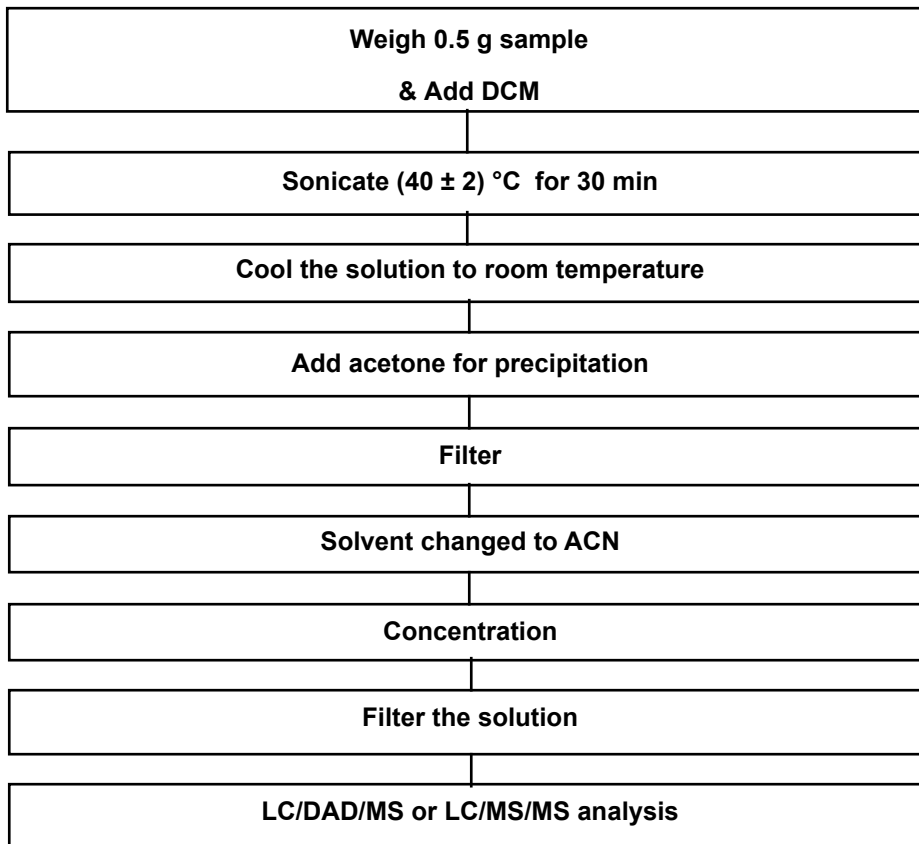 Weigh 0.5 g sample
& Add DCM
Sonicate (40 ± 2) °C for 30 min
Cool the solution to room temperature
Add acetone for precipitation
Filter
Solvent changed to ACN
Concentration
Filter the solution
LC/DAD/MS or LC/MS/MS analysis